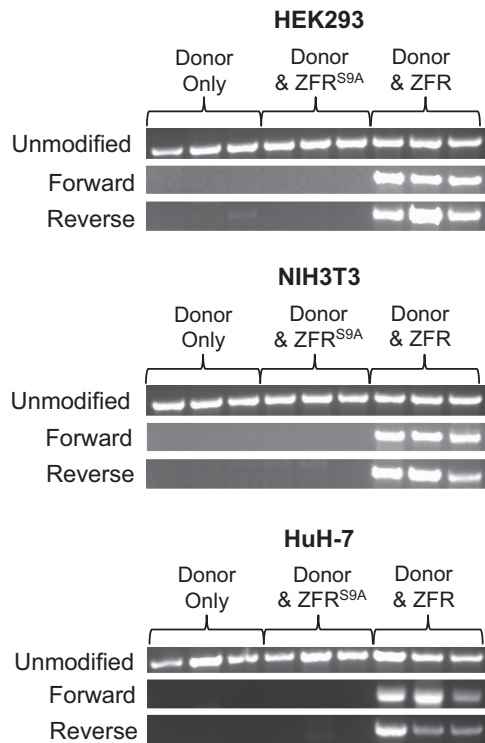 HEK293
Donor Only
Donor & ZFR^S9A
Donor & ZFR
Unmodified
Forward
Reverse
NIH3T3
Donor Only
Donor & ZFR^S9A
Donor & ZFR
Unmodified
Forward
Reverse
HuH-7
Donor Only
Donor & ZFR^S9A
Donor & ZFR
Unmodified
Forward
Reverse